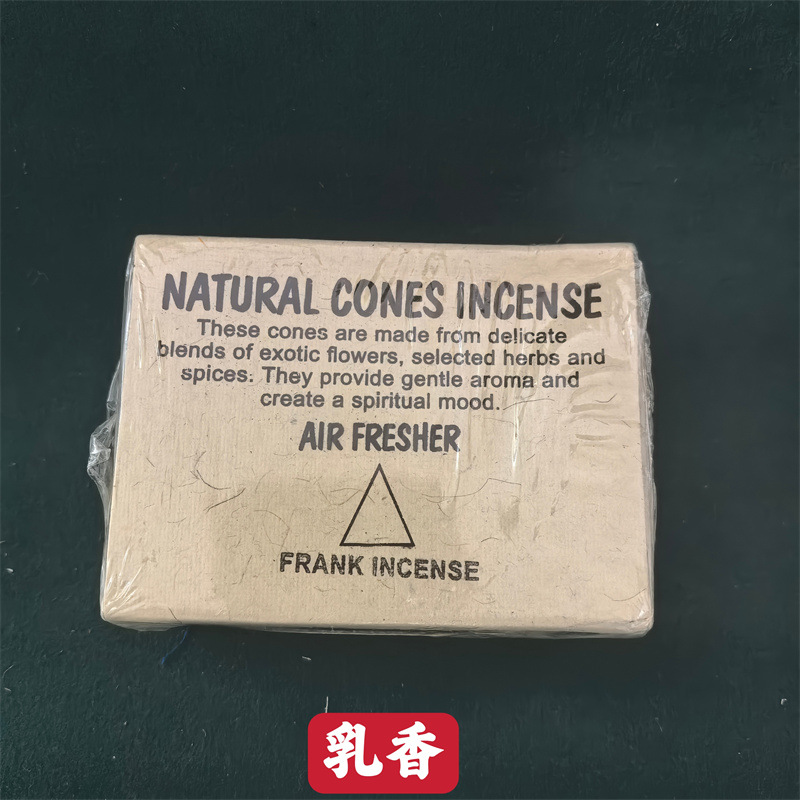 NATURAL CONES INCENSE
These cones are made from delicate
blends of exotic flowers, selected herbs and
spices. They provide gentle aroma and
create a spiritual mood.
AIR FRESHER
FRANK INCENSE
乳香